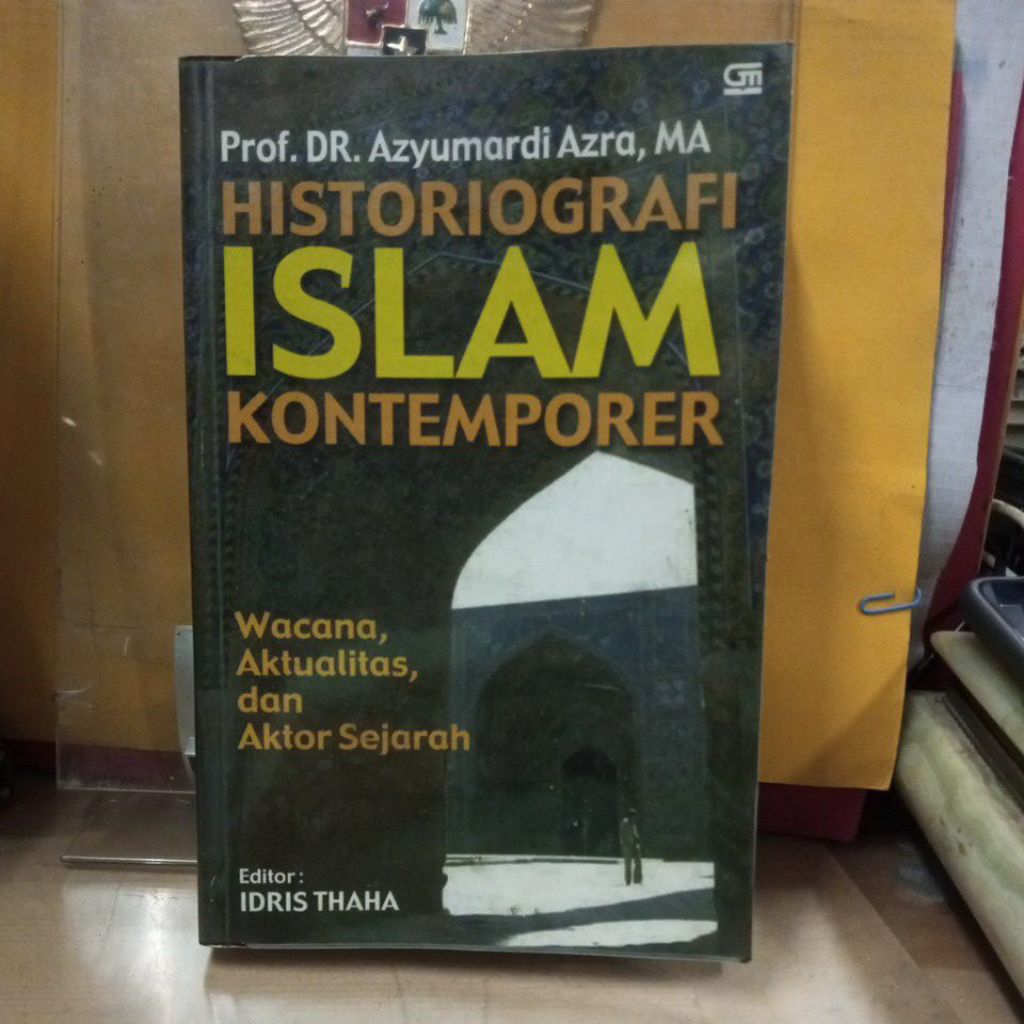 GM
Prof. DR. Azyumardi Azra, MA
HISTORIOGRAFI
ISLAM
KONTEMPORER
Wacana,
Aktualitas,
dan
Aktor Sejarah
Editor :
IDRIS THAHA